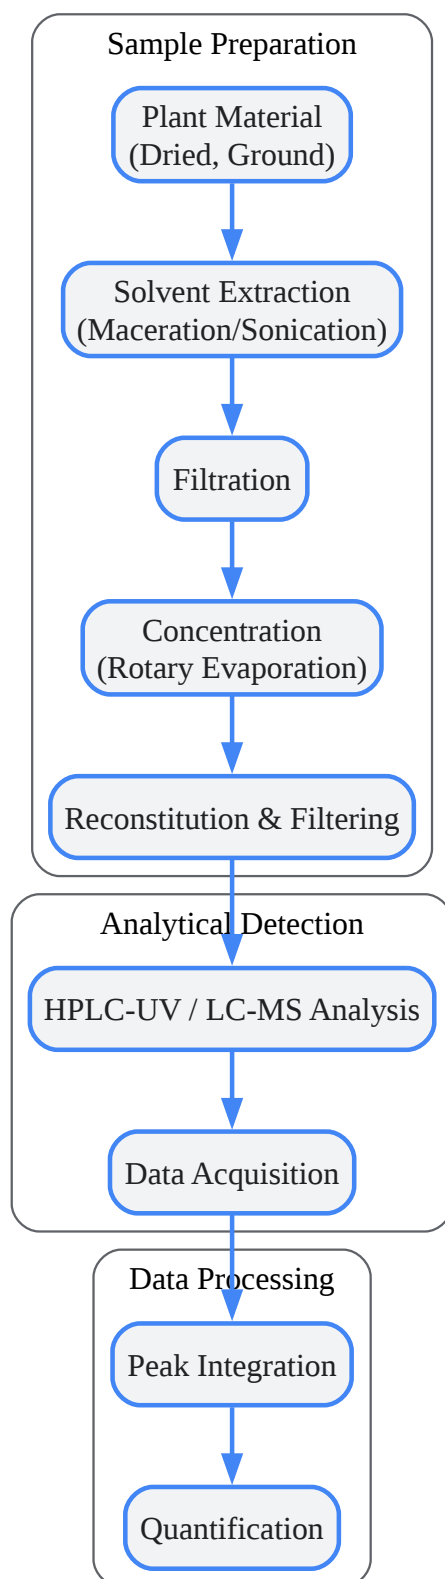 Sample Preparation
Plant Material
(Dried, Ground)
Solvent Extraction
(Maceration/Sonication)
Filtration
Concentration
(Rotary Evaporation)
Reconstitution & Filtering
Analytical Detection
HPLC-UV / LC-MS Analysis
Data Acquisition
Data Processing
Peak Integration
Quantification